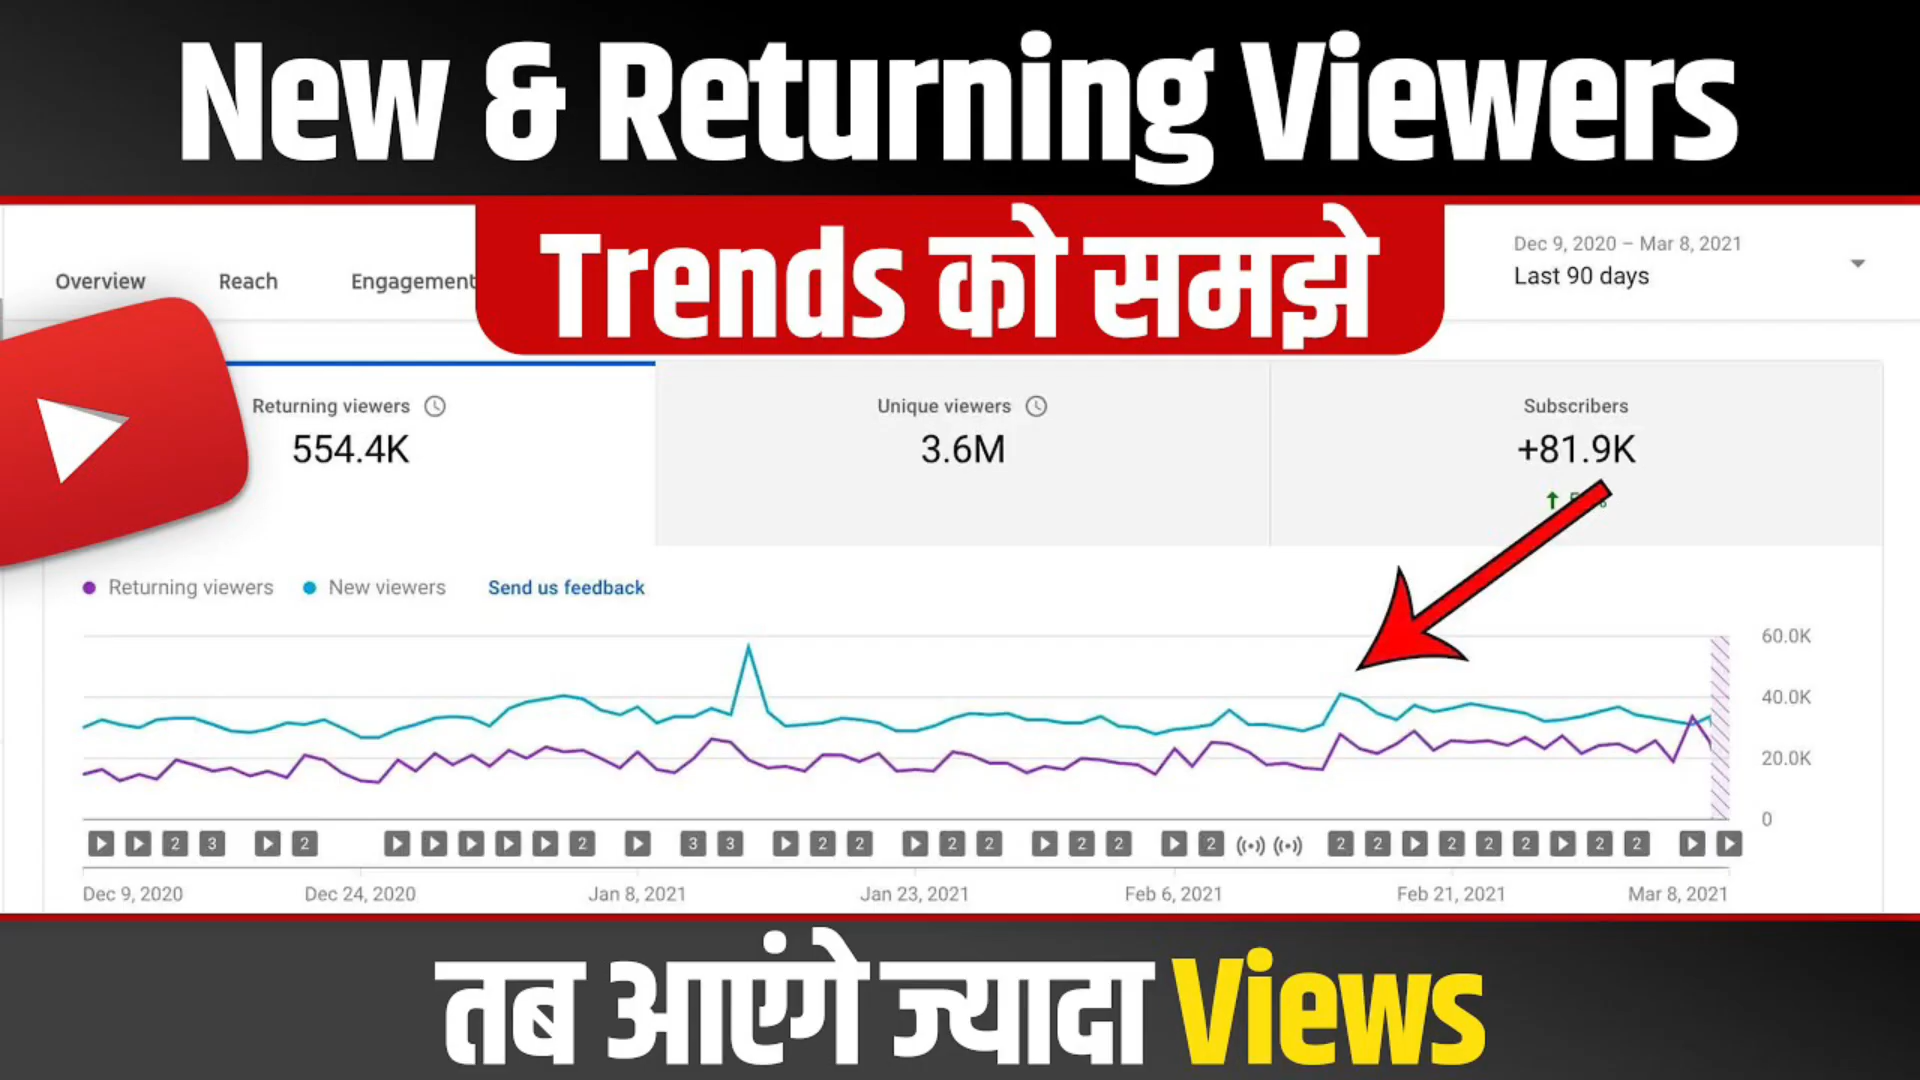 New & Returning Viewers
Trends को समझे
Overview Reach Engagement
Dec 9, 2020 – Mar 8, 2021
Last 90 days
Returning viewers Unique viewers Subscribers
554.4K 3.6M +81.9K
Returning viewers New viewers Send us feedback
60.0K
40.0K
20.0K
0
2 3 2 2 3 3 2 2 2 2 2 2 2 2 2 2 2 2 2 2
Dec 9, 2020 Dec 24, 2020 Jan 8, 2021 Jan 23, 2021 Feb 6, 2021 Feb 21, 2021 Mar 8, 2021
तब आएंगे ज्यादा Views